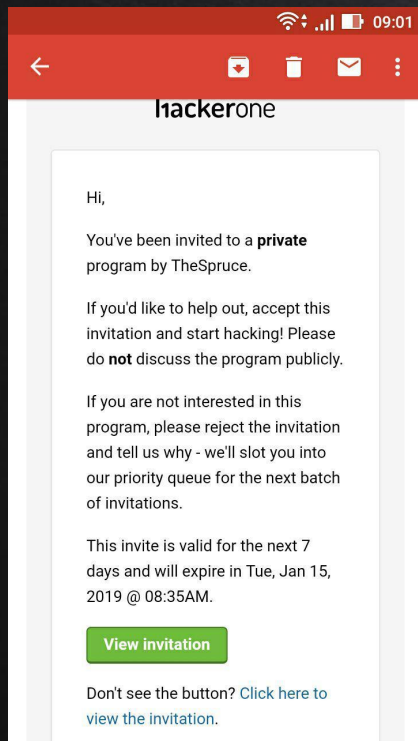 09:01
hackerone
Hi,
You've been invited to a private
program by TheSpruce.
If you'd like to help out, accept this
invitation and start hacking! Please
do not discuss the program publicly.
If you are not interested in this
program, please reject the invitation
and tell us why - we'll slot you into
our priority queue for the next batch
of invitations.
This invite is valid for the next 7
days and will expire in Tue, Jan 15,
2019 @ 08:35AM.
View invitation
Don't see the button? Click here to
view the invitation.